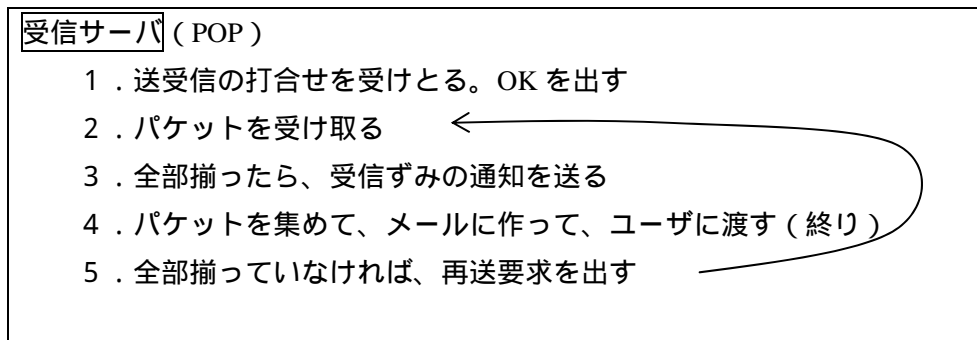 受信サーバ（POP）
１．送受信の打合せを受けとる。OK を出す
２．パケットを受け取る
３．全部揃ったら、受信ずみの通知を送る
４．パケットを集めて、メールに作って、ユーザに渡す（終り）
５．全部揃っていなければ、再送要求を出す